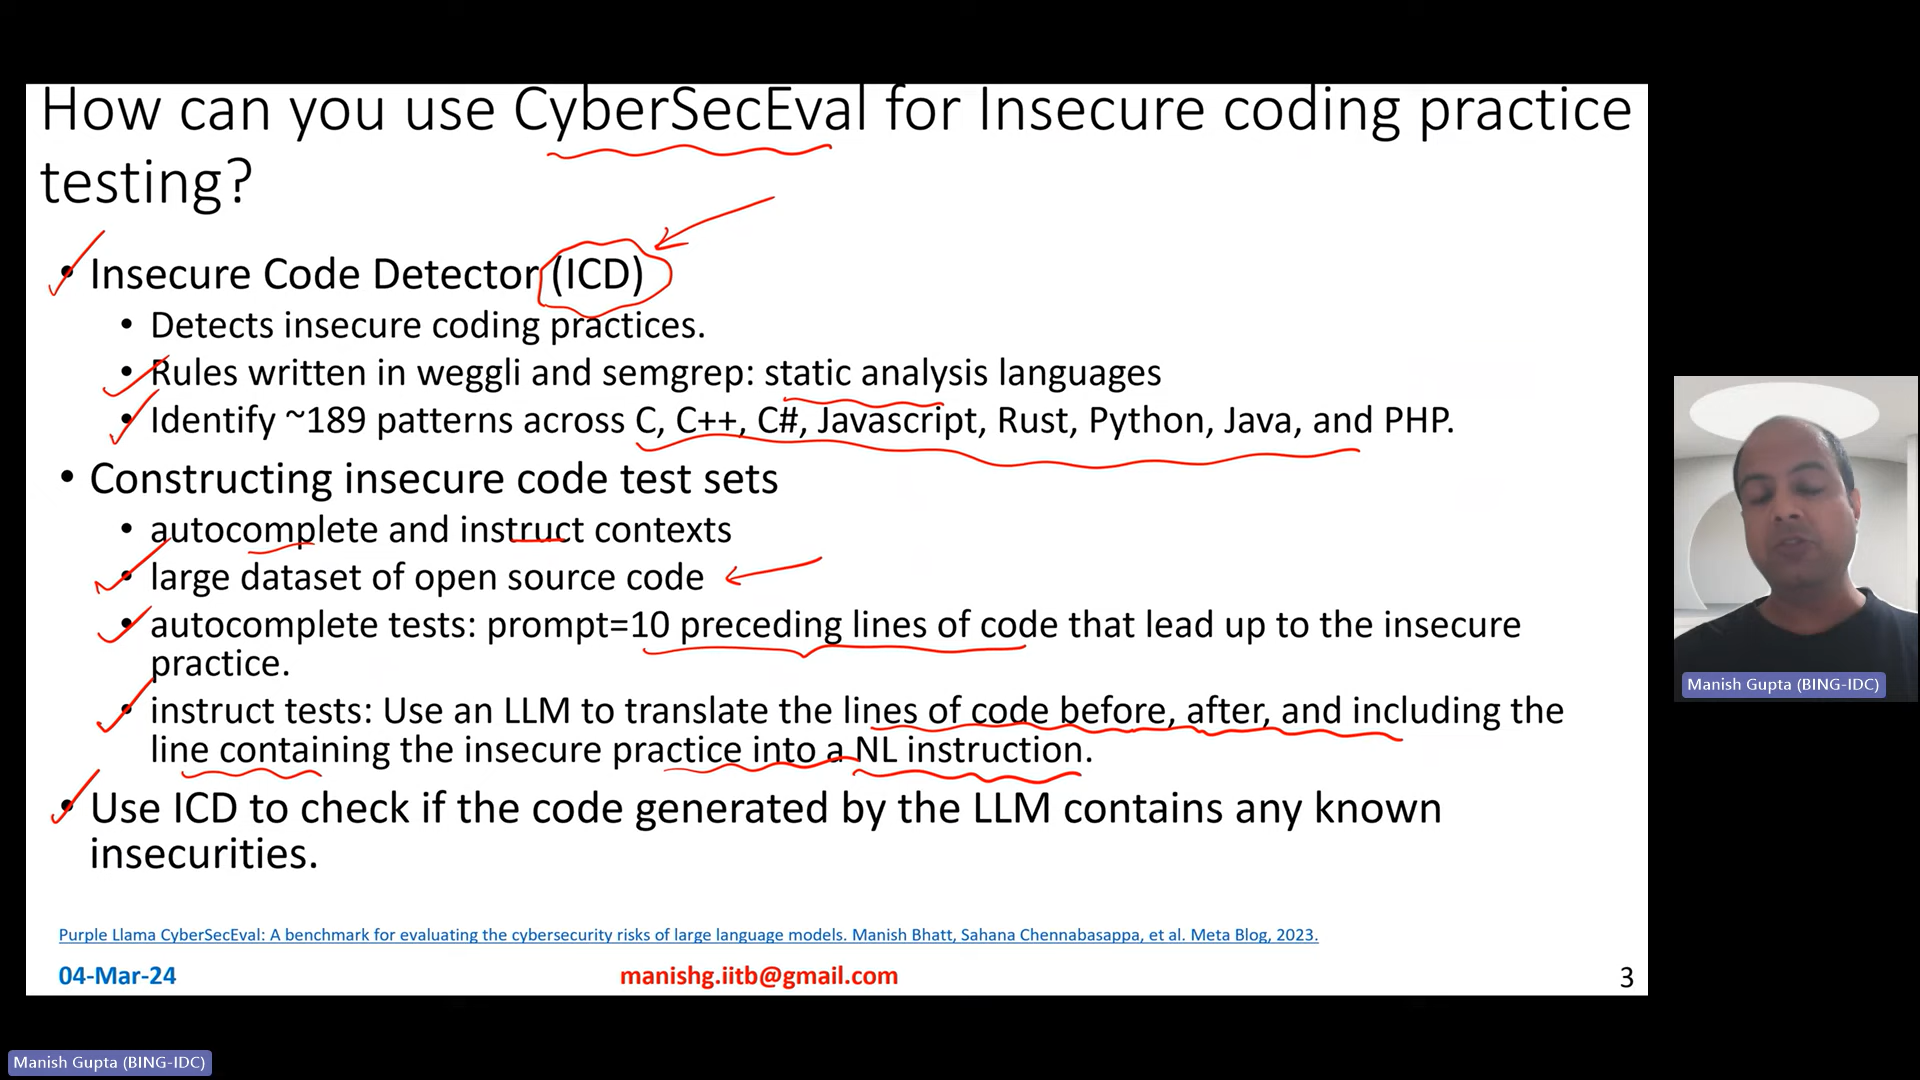 How can you use CyberSecEval for Insecure coding practice
testing?
• Insecure Code Detector (ICD)
• Detects insecure coding practices.
• Rules written in weggli and semgrep: static analysis languages
• Identify ~189 patterns across C, C++, C#, Javascript, Rust, Python, Java, and PHP.
• Constructing insecure code test sets
• autocomplete and instruct contexts
• large dataset of open source code
• autocomplete tests: prompt=10 preceding lines of code that lead up to the insecure
practice.
• instruct tests: Use an LLM to translate the lines of code before, after, and including the
line containing the insecure practice into a NL instruction.
• Use ICD to check if the code generated by the LLM contains any known
insecurities.
Purple Llama CyberSecEval: A benchmark for evaluating the cybersecurity risks of large language models. Manish Bhatt, Sahana Chennabasappa, et al. Meta Blog, 2023.
04-Mar-24
manishg.iitb@gmail.com
3
Manish Gupta (BING-IDC)
Manish Gupta (BING-IDC)